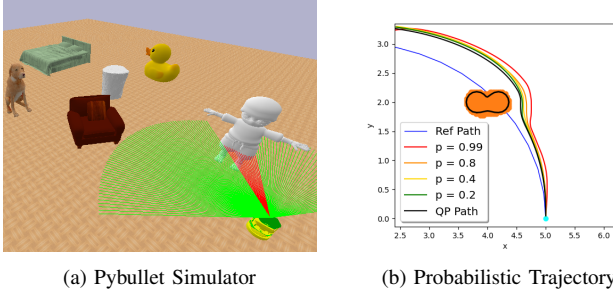 3.0
2.5
2.0
1.5
1.0
0.5
0.0
y
Ref Path
p = 0.99
p = 0.8
p = 0.4
p = 0.2
QP Path
2.5 3.0 3.5 4.0 4.5 5.0 5.5 6.0
x
(a) Pybullet Simulator
(b) Probabilistic Trajectory